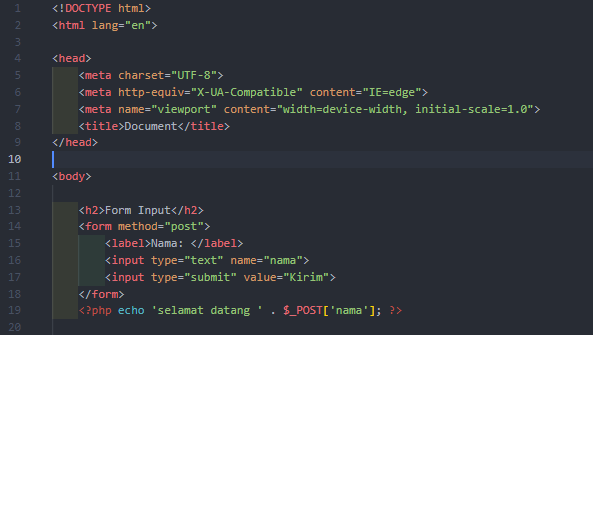 1 <!DOCTYPE html>
2 <html lang="en">
3
4 <head>
5 <meta charset="UTF-8">
6 <meta http-equiv="X-UA-Compatible" content="IE=edge">
7 <meta name="viewport" content="width=device-width, initial-scale=1.0">
8 <title>Document</title>
9 </head>
10
11 <body>
12
13 <h2>Form Input</h2>
14 <form method="post">
15 <label>Nama: </label>
16 <input type="text" name="nama">
17 <input type="submit" value="Kirim">
18 </form>
19 <?php echo 'selamat datang ' . $_POST['nama']; ?>
20